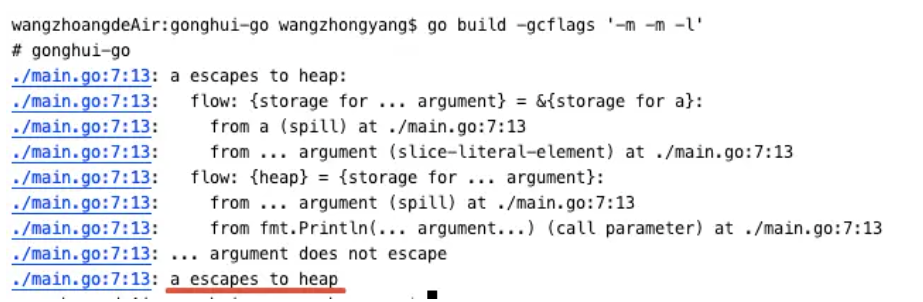 wangzhoangdeAir:gonghui-go wangzhongyang$ go build -gcflags '-m -m -l'
# gonghui-go
./main.go:7:13: a escapes to heap:
./main.go:7:13:   flow: {storage for ... argument} = &{storage for a}:
./main.go:7:13:     from a (spill) at ./main.go:7:13
./main.go:7:13:     from ... argument (slice-literal-element) at ./main.go:7:13
./main.go:7:13:   flow: {heap} = {storage for ... argument}:
./main.go:7:13:     from ... argument (spill) at ./main.go:7:13
./main.go:7:13:     from fmt.Println(... argument...) (call parameter) at ./main.go:7:13
./main.go:7:13: ... argument does not escape
./main.go:7:13: a escapes to heap